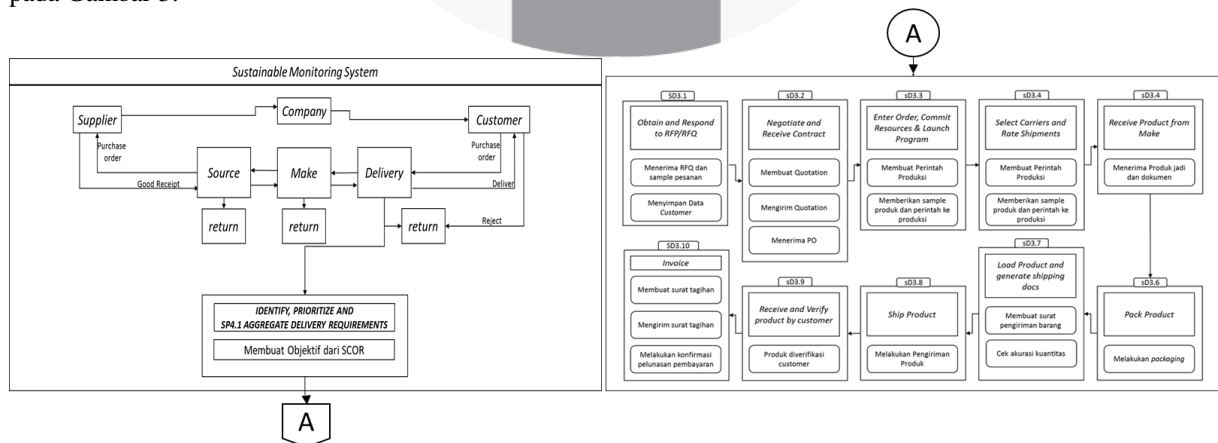 pada Gambar 3.
Sustainable Monitoring System
Supplier
Company
Customer
Purchase
order
Purchase
order
Source
Make
Delivery
Good Receipt
Deliver
return
return
return
Reject
IDENTIFY, PRIORITIZE AND
SP4.1 AGGREGATE DELIVERY REQUIREMENTS
Membuat Objektif dari SCOR
A
A
SD3.1
Obtain and Respond
to RFP/RFQ
Menerima RFQ dan
sample pesanan
Menyimpan Data
Customer
sD3.2
Negotiate and
Receive Contract
Membuat Quotation
Mengirim Quotation
Menerima PO
sD3.3
Enter Order, Commit
Resources & Launch
Program
Membuat Perintah
Produksi
Memberikan sample
produk dan perintah ke
produksi
sD3.4
Select Carriers and
Rate Shipments
Membuat Perintah
Produksi
Memberikan sample
produk dan perintah ke
produksi
sD3.4
Receive Product from
Make
Menerima Produk jadi
dan dokumen
sD3.6
Pack Product
Melakukan packaging
sD3.7
Load Product and
generate shipping
docs
Membuat surat
pengiriman barang
Cek akurasi kuantitas
sD3.8
Ship Product
Melakukan Pengiriman
Produk
sD3.9
Receive and Verify
product by customer
Produk diverifikasi
customer
SD3.10
Invoice
Membuat surat tagihan
Mengirim surat tagihan
Melakukan konfirmasi
pelunasan pembayaran